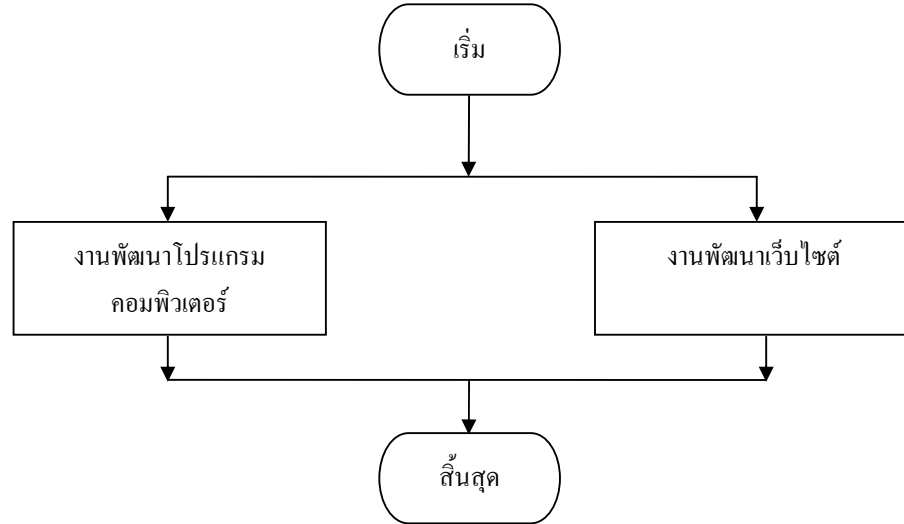 เริ่ม
งานพัฒนาโปรแกรม
คอมพิวเตอร์
งานพัฒนาเว็บไซต์
สิ้นสุด